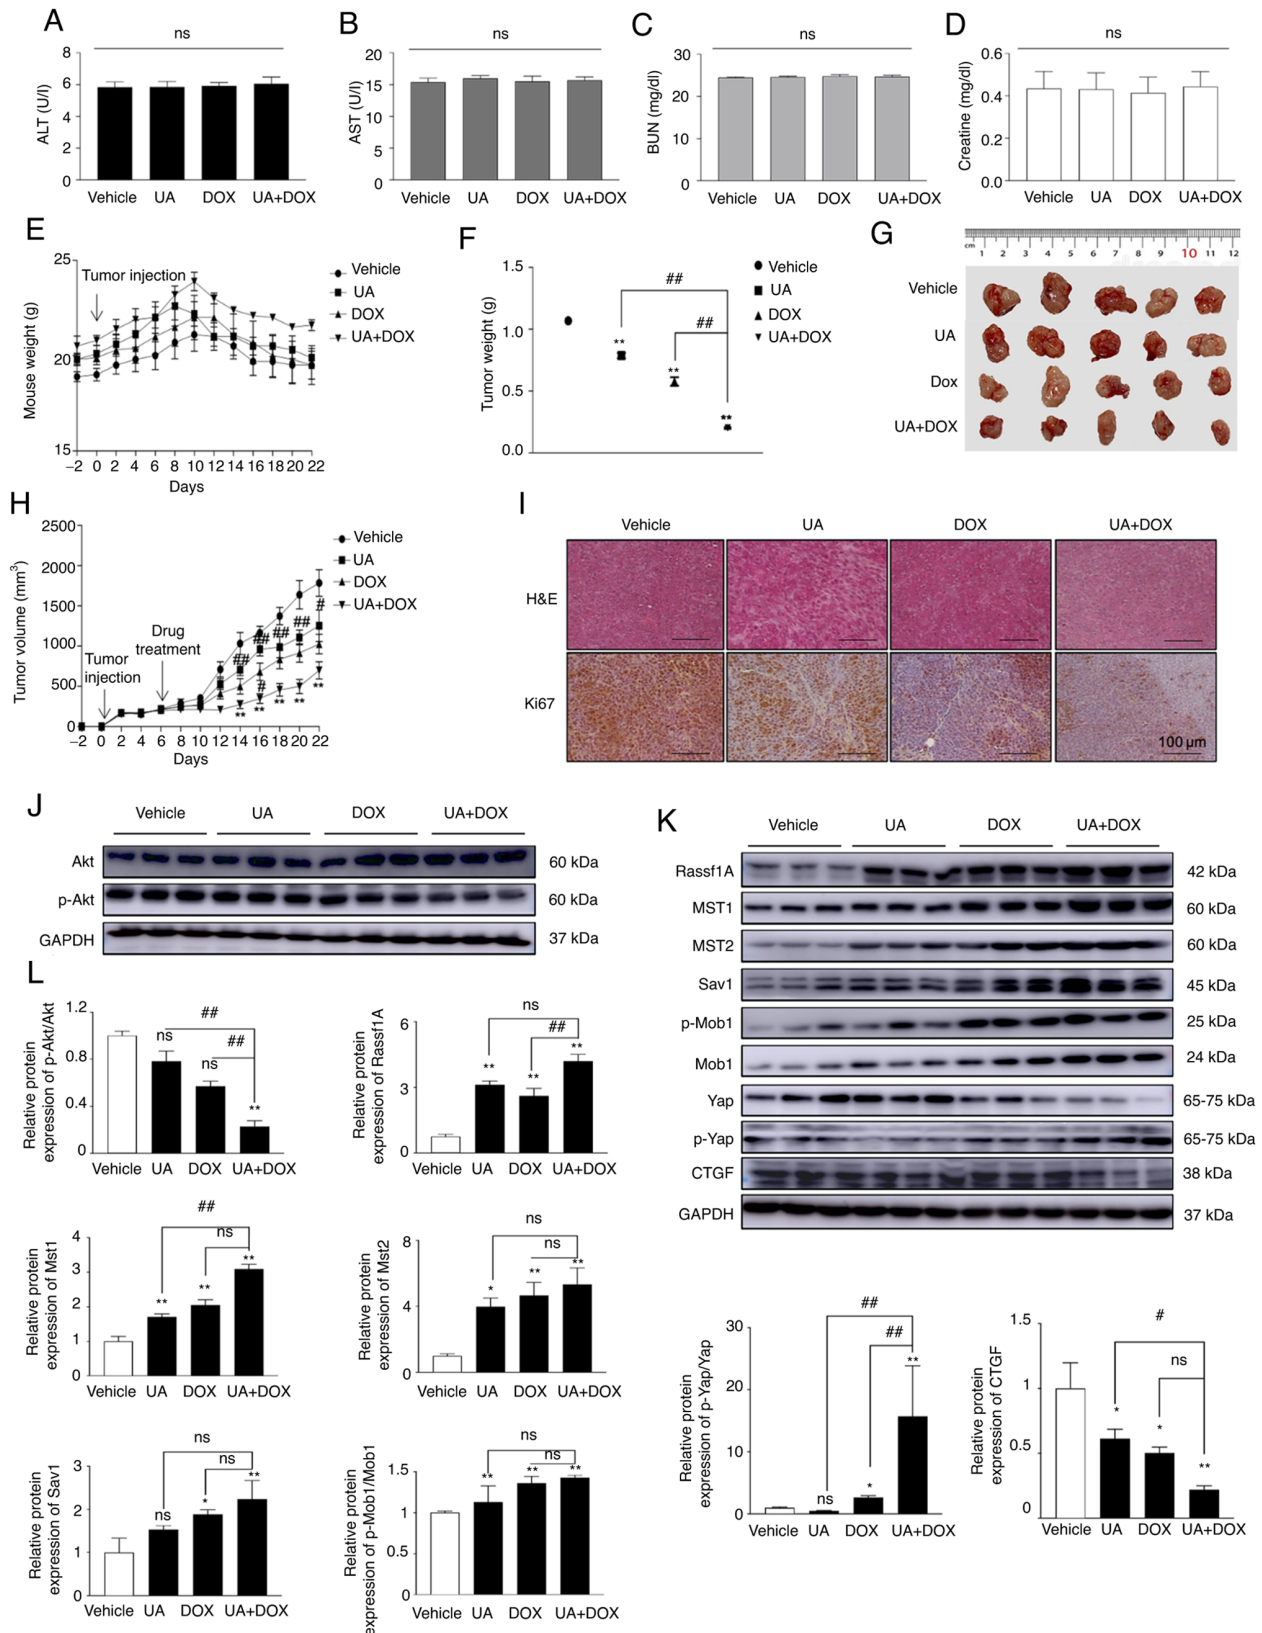 A
ns
8
6
4
2
0
ALT (U/l)
Vehicle UA DOX UA+DOX
B
ns
20
15
10
5
0
AST (U/l)
Vehicle UA DOX UA+DOX
C
ns
30
20
10
0
BUN (mg/dl)
Vehicle UA DOX UA+DOX
D
ns
0.6
0.4
0.2
0.0
Creatine (mg/dl)
Vehicle UA DOX UA+DOX
E
25
20
15
Mouse weight (g)
Tumor injection
Vehicle
UA
DOX
UA+DOX
−2 0 2 4 6 8 10 12 14 16 18 20 22
Days
F
1.5
1.0
0.5
0.0
Tumor weight (g)
##
##
**
**
**
Vehicle
UA
DOX
UA+DOX
G
cm 1 2 3 4 5 6 7 8 9 10 11 12
Vehicle
UA
Dox
UA+DOX
H
2500
2000
1500
1000
500
0
Tumor volume (mm3)
Tumor
injection
Drug
treatment
Vehicle
UA
DOX
UA+DOX
## ## ## ## #
#
** ** ** ** **
−2 0 2 4 6 8 10 12 14 16 18 20 22
Days
I
Vehicle UA DOX UA+DOX
H&E
Ki67
100 µm
J
Vehicle UA DOX UA+DOX
Akt 60 kDa
p-Akt 60 kDa
GAPDH 37 kDa
K
Vehicle UA DOX UA+DOX
Rassf1A 42 kDa
MST1 60 kDa
MST2 60 kDa
Sav1 45 kDa
p-Mob1 25 kDa
Mob1 24 kDa
Yap 65-75 kDa
p-Yap 65-75 kDa
CTGF 38 kDa
GAPDH 37 kDa
L
1.2
0.8
0.4
0
Relative protein
expression of p-Akt/Akt
##
##
ns
ns
**
Vehicle UA DOX UA+DOX
6
3
0
Relative protein
expression of Rassf1A
ns
##
**
**
**
Vehicle UA DOX UA+DOX
4
3
2
1
0
Relative protein
expression of Mst1
##
ns
**
**
**
Vehicle UA DOX UA+DOX
8
4
0
Relative protein
expression of Mst2
ns
ns
*
**
**
Vehicle UA DOX UA+DOX
3
2
1
0
Relative protein
expression of Sav1
ns
ns
ns
*
**
Vehicle UA DOX UA+DOX
1.5
1
0.5
0
Relative protein
expression of p-Mob1/Mob1
ns
ns
**
**
**
Vehicle UA DOX UA+DOX
30
20
10
0
Relative protein
expression of p-Yap/Yap
##
##
ns
*
**
Vehicle UA DOX UA+DOX
1.5
1
0.5
0
Relative protein
expression of CTGF
#
ns
*
*
**
Vehicle UA DOX UA+DOX